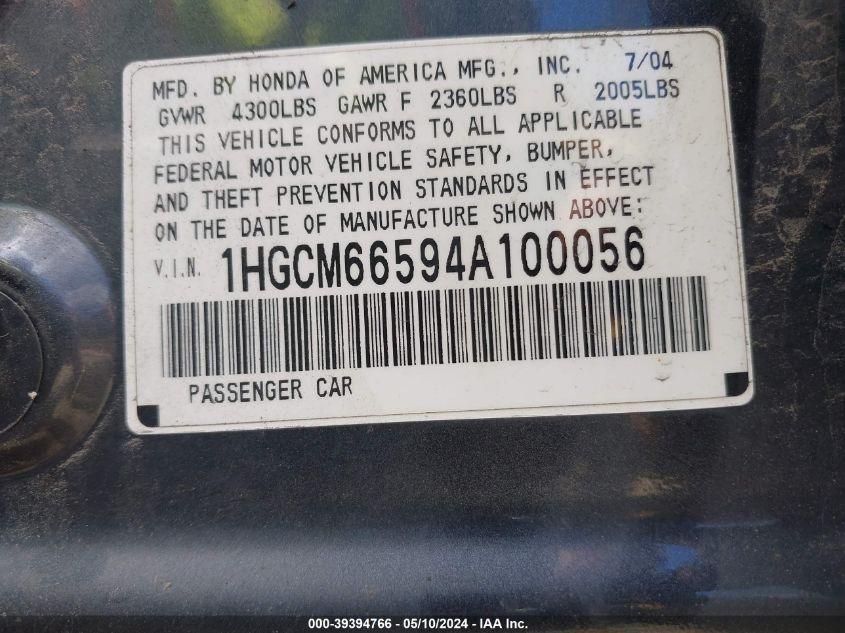 MFD. BY HONDA OF AMERICA MFG., INC. 7/04
GVWR 4300LBS GAWR F 2360LBS R 2005LBS
THIS VEHICLE CONFORMS TO ALL APPLICABLE
FEDERAL MOTOR VEHICLE SAFETY, BUMPER,
AND THEFT PREVENTION STANDARDS IN EFFECT
ON THE DATE OF MANUFACTURE SHOWN ABOVE:
V.I.N. 1HGCM66594A100056
PASSENGER CAR
000-39394766 - 05/10/2024 - IAA Inc.